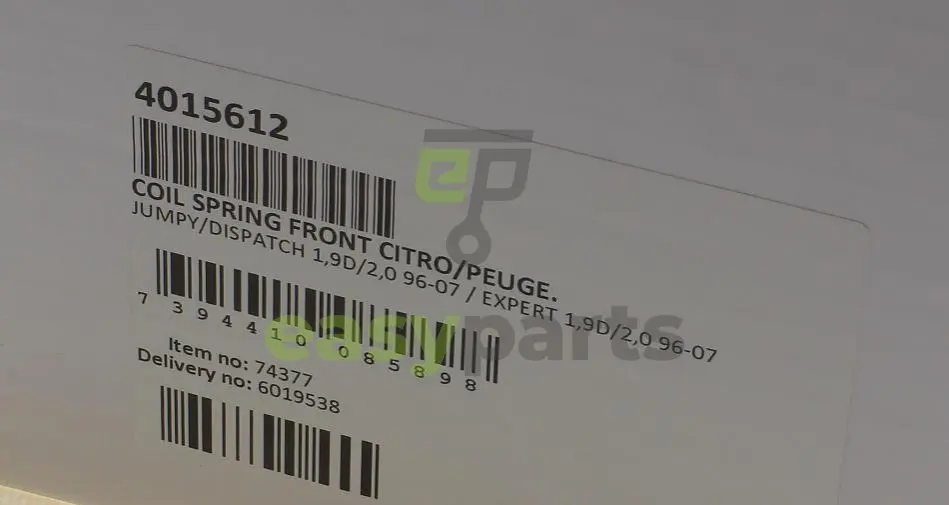 4015612
COIL SPRING FRONT CITRO/PEUGE.
JUMPY/DISPATCH 1,9D/2,0 96-07 / EXPERT 1,9D/2,0 96-07
7 394410 085898
Item no: 74377
Delivery no: 6019538
ep
easyparts